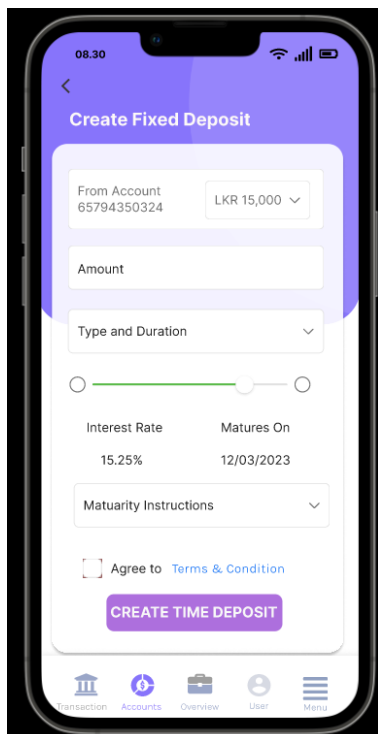 08.30
Create Fixed Deposit
From Account
65794350324
LKR 15,000
Amount
Type and Duration
Interest Rate Matures On
15.25% 12/03/2023
Matuarity Instructions
Agree to Terms & Condition
CREATE TIME DEPOSIT
Transaction Accounts Overview User Menu